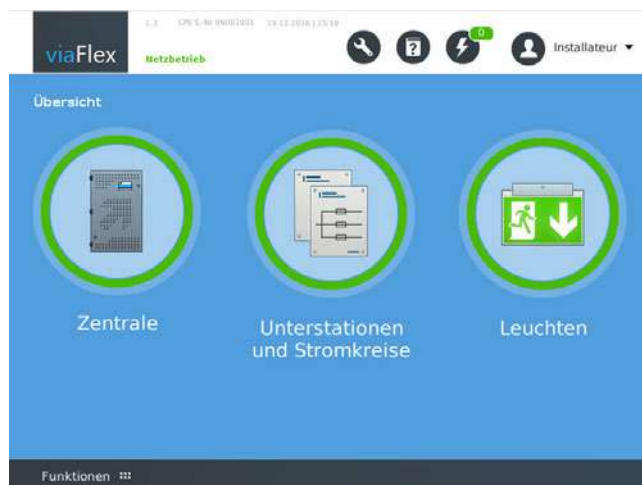 viaFlex
Netzbetrieb
0
Installateur
Übersicht
Zentrale
Unterstationen
und Stromkreise
Leuchten
Funktionen